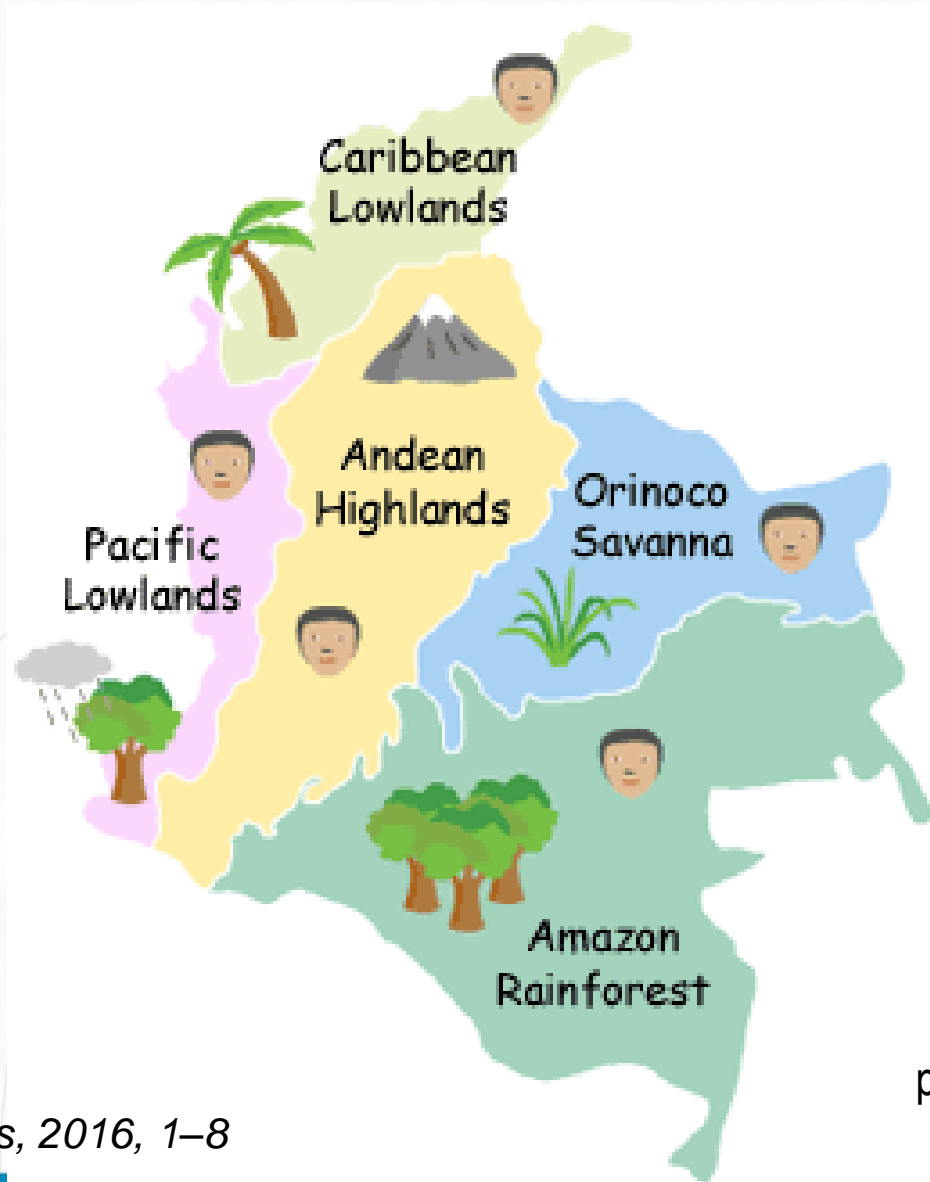 Caribbean
Lowlands
Andean
Highlands
Orinoco
Savanna
Pacific
Lowlands
Amazon
Rainforest
s, 2016, 1–8
p